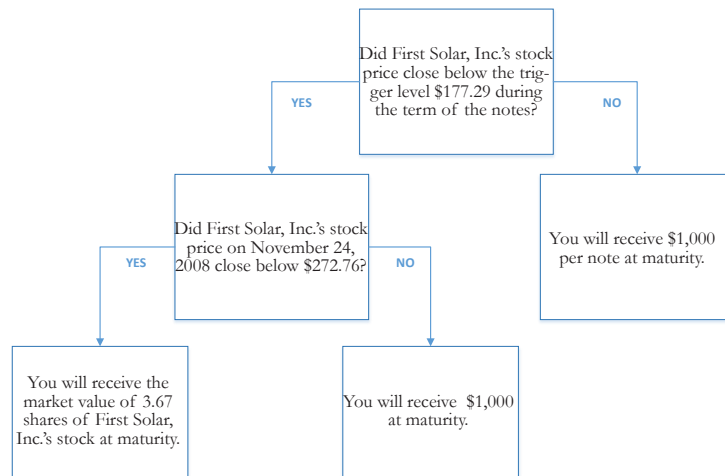 Did First Solar, Inc.'s stock
price close below the trig-
ger level $177.29 during
the term of the notes?
YES
NO
Did First Solar, Inc.'s stock
price on November 24,
2008 close below $272.76?
You will receive $1,000
per note at maturity.
YES
NO
You will receive the
market value of 3.67
shares of First Solar,
Inc.'s stock at maturity.
You will receive $1,000
at maturity.